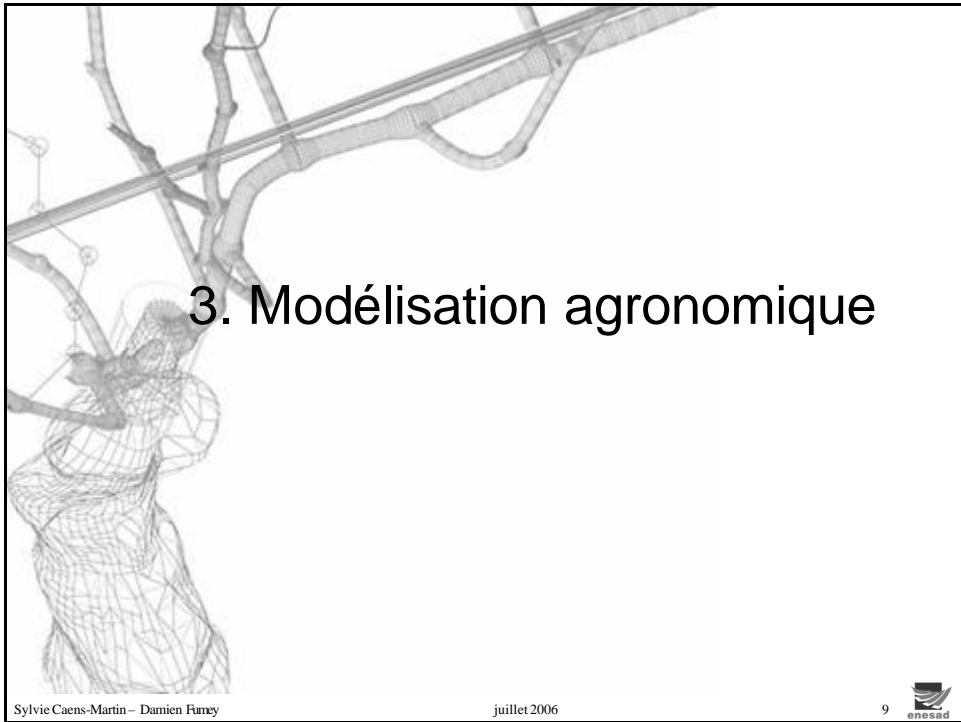 3. Modélisation agronomique
Sylvie Caens-Martin – Damien Fumey
juillet 2006
9
enesad